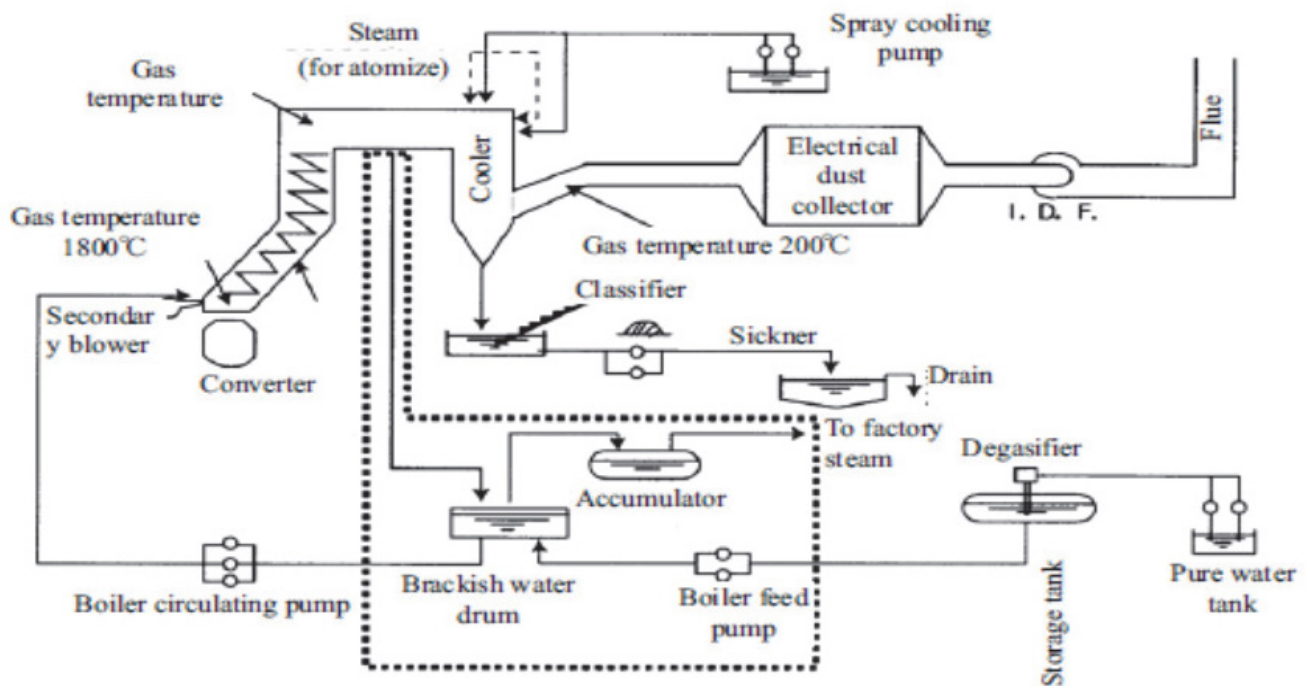 Steam
(for atomize)
Spray cooling
pump
Gas
temperature
Flue
Cooler
Electrical
dust
collector
I. D. F.
Gas temperature
1800℃
Gas temperature 200℃
Classifier
Secondar
y blower
Sickner
Converter
Drain
To factory
steam
Degasifier
Accumulator
Brackish water
drum
Boiler feed
pump
Boiler circulating pump
Storage tank
Pure water
tank